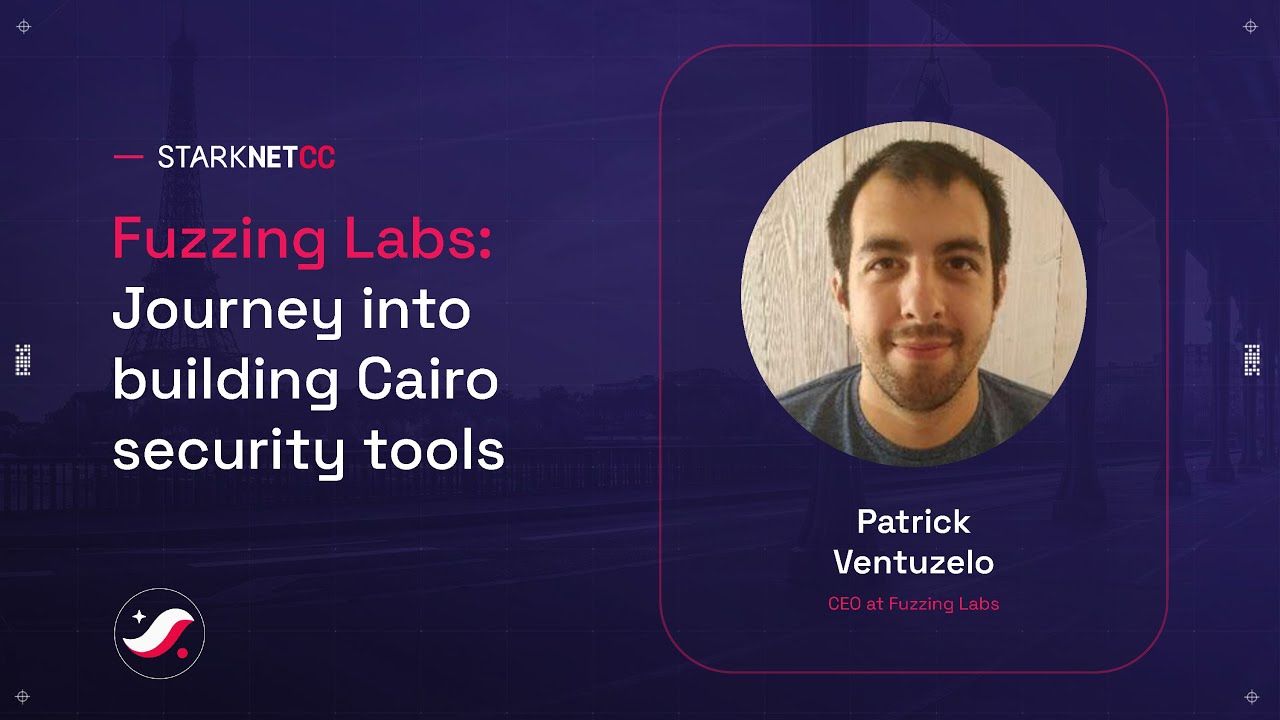 — STARKNETCC
Fuzzing Labs:
Journey into
building Cairo
security tools
Patrick
Ventuzelo
CEO at Fuzzing Labs